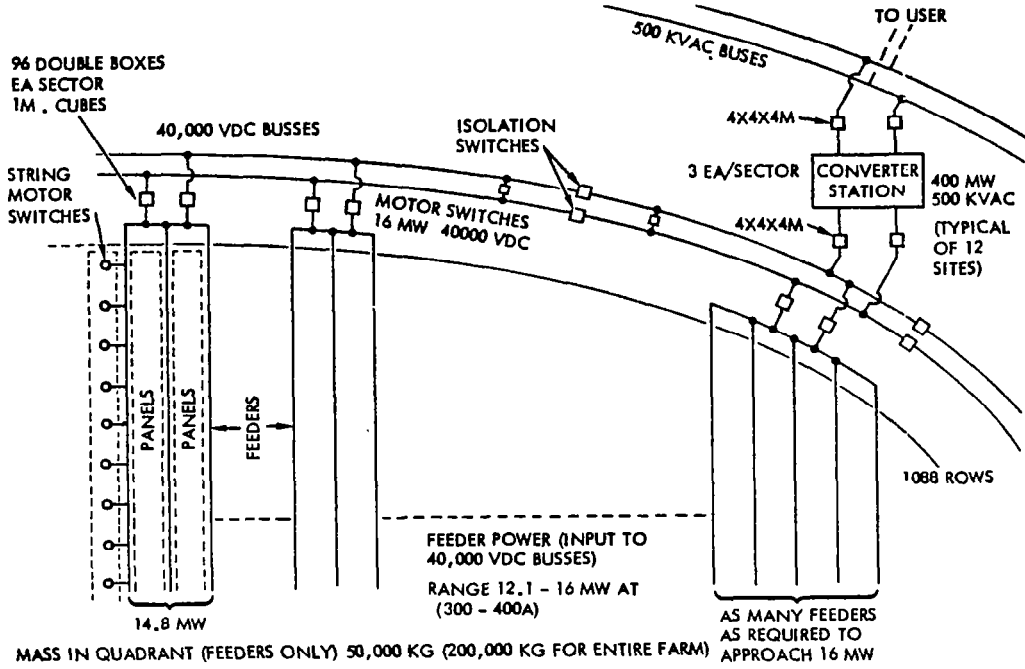 TO USER
500 KVAC BUSES
96 DOUBLE BOXES
EA SECTOR
1M . CUBES
40,000 VDC BUSSES
ISOLATION
SWITCHES
4X4X4M
3 EA/SECTOR
CONVERTER
STATION
400 MW
500 KVAC
(TYPICAL
OF 12
SITES)
STRING
MOTOR
SWITCHES
MOTOR SWITCHES
16 MW 40000 VDC
4X4X4M
PANELS
PANELS
FEEDERS
1088 ROWS
FEEDER POWER (INPUT TO
40,000 VDC BUSSES)
RANGE 12.1 - 16 MW AT
(300 - 400A)
14.8 MW
AS MANY FEEDERS
AS REQUIRED TO
APPROACH 16 MW
MASS IN QUADRANT (FEEDERS ONLY) 50,000 KG (200,000 KG FOR ENTIRE FARM)